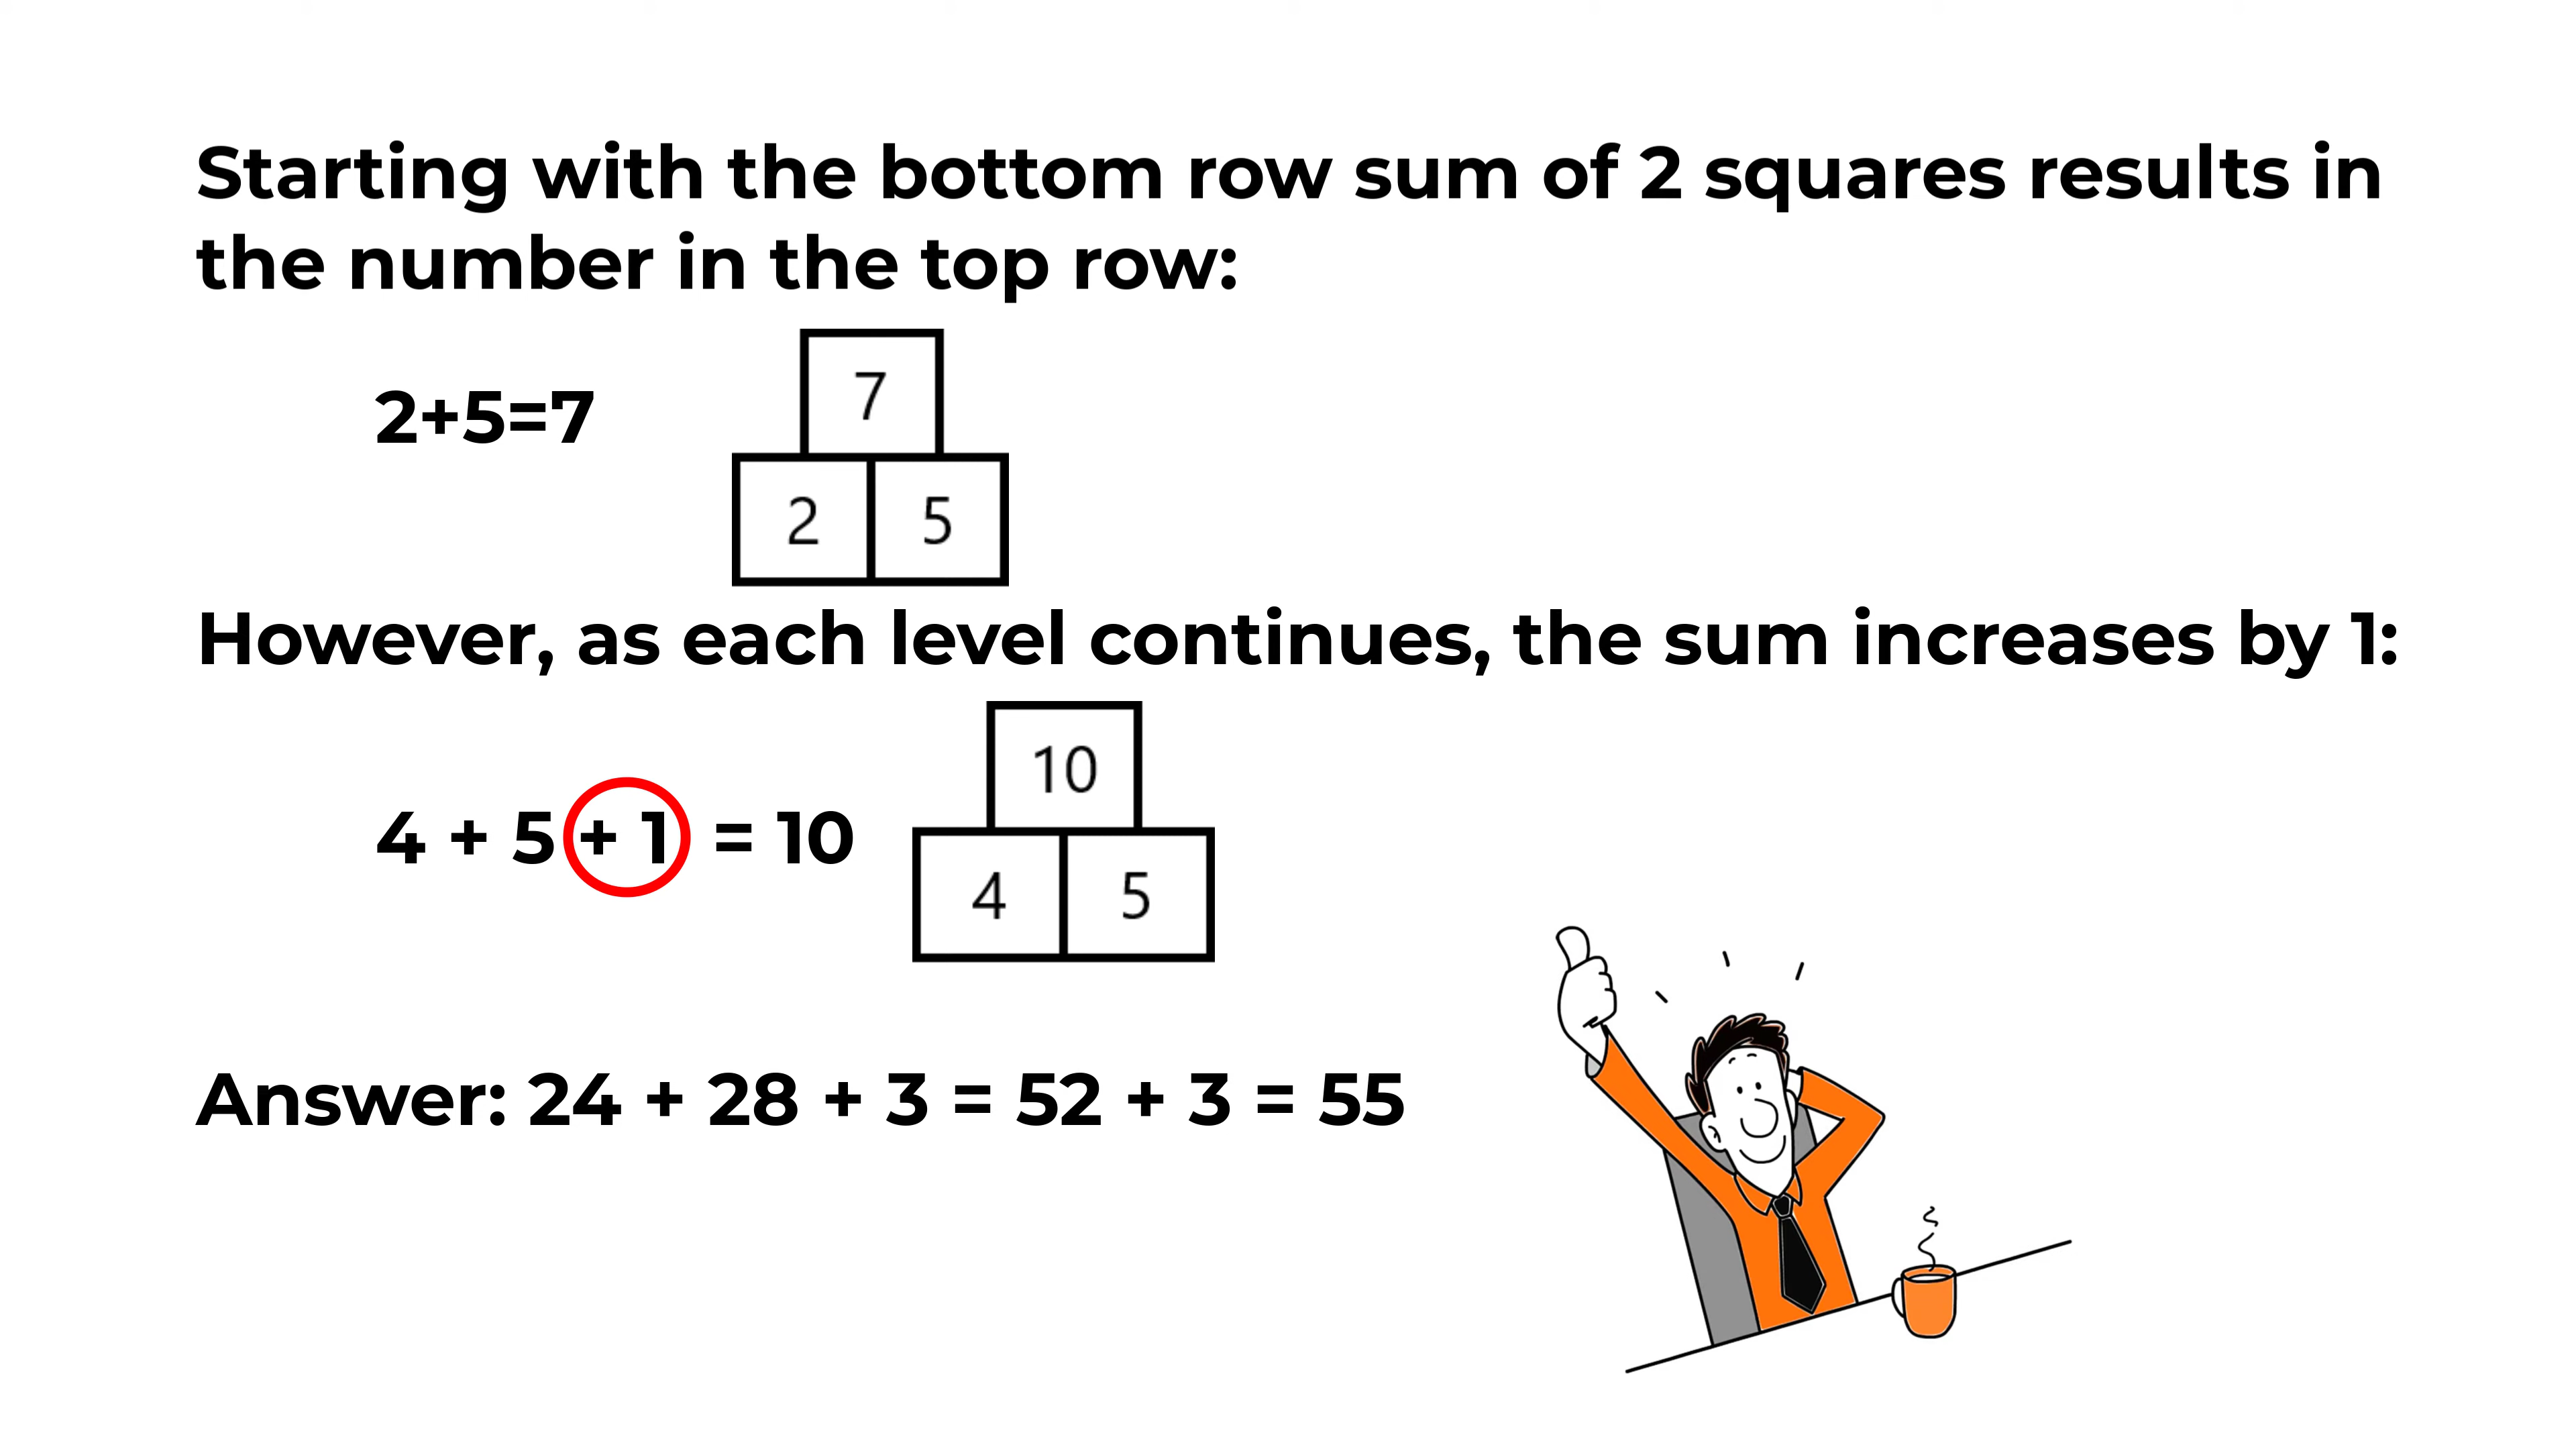 Starting with the bottom row sum of 2 squares results in
the number in the top row:
2+5=7
7
2 5
However, as each level continues, the sum increases by 1:
10
4 + 5 + 1 = 10
4 5
Answer: 24 + 28 + 3 = 52 + 3 = 55